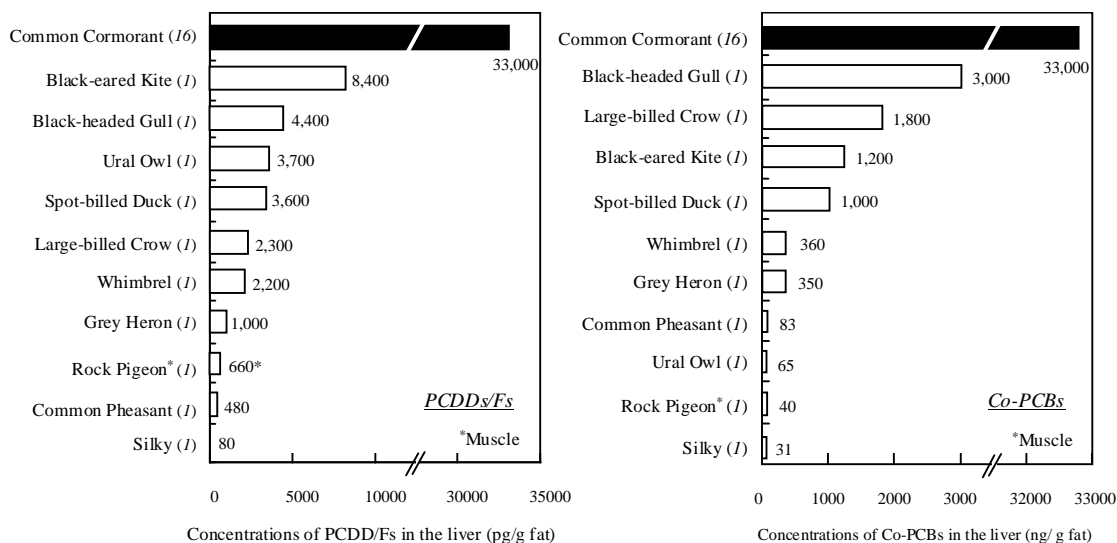 Common Cormorant (16)
33,000
Black-eared Kite (1)
8,400
Black-headed Gull (1)
4,400
Ural Owl (1)
3,700
Spot-billed Duck (1)
3,600
Large-billed Crow (1)
2,300
Whimbrel (1)
2,200
Grey Heron (1)
1,000
Rock Pigeon* (1)
660*
Common Pheasant (1)
480
Silky (1)
80
PCDDs/Fs
*Muscle
0 5000 10000 30000 35000
Concentrations of PCDD/Fs in the liver (pg/g fat)
Common Cormorant (16)
33,000
Black-headed Gull (1)
3,000
Large-billed Crow (1)
1,800
Black-eared Kite (1)
1,200
Spot-billed Duck (1)
1,000
Whimbrel (1)
360
Grey Heron (1)
350
Common Pheasant (1)
83
Ural Owl (1)
65
Rock Pigeon* (1)
40
Silky (1)
31
Co-PCBs
*Muscle
0 1000 2000 3000 32000 33000
Concentrations of Co-PCBs in the liver (ng/ g fat)